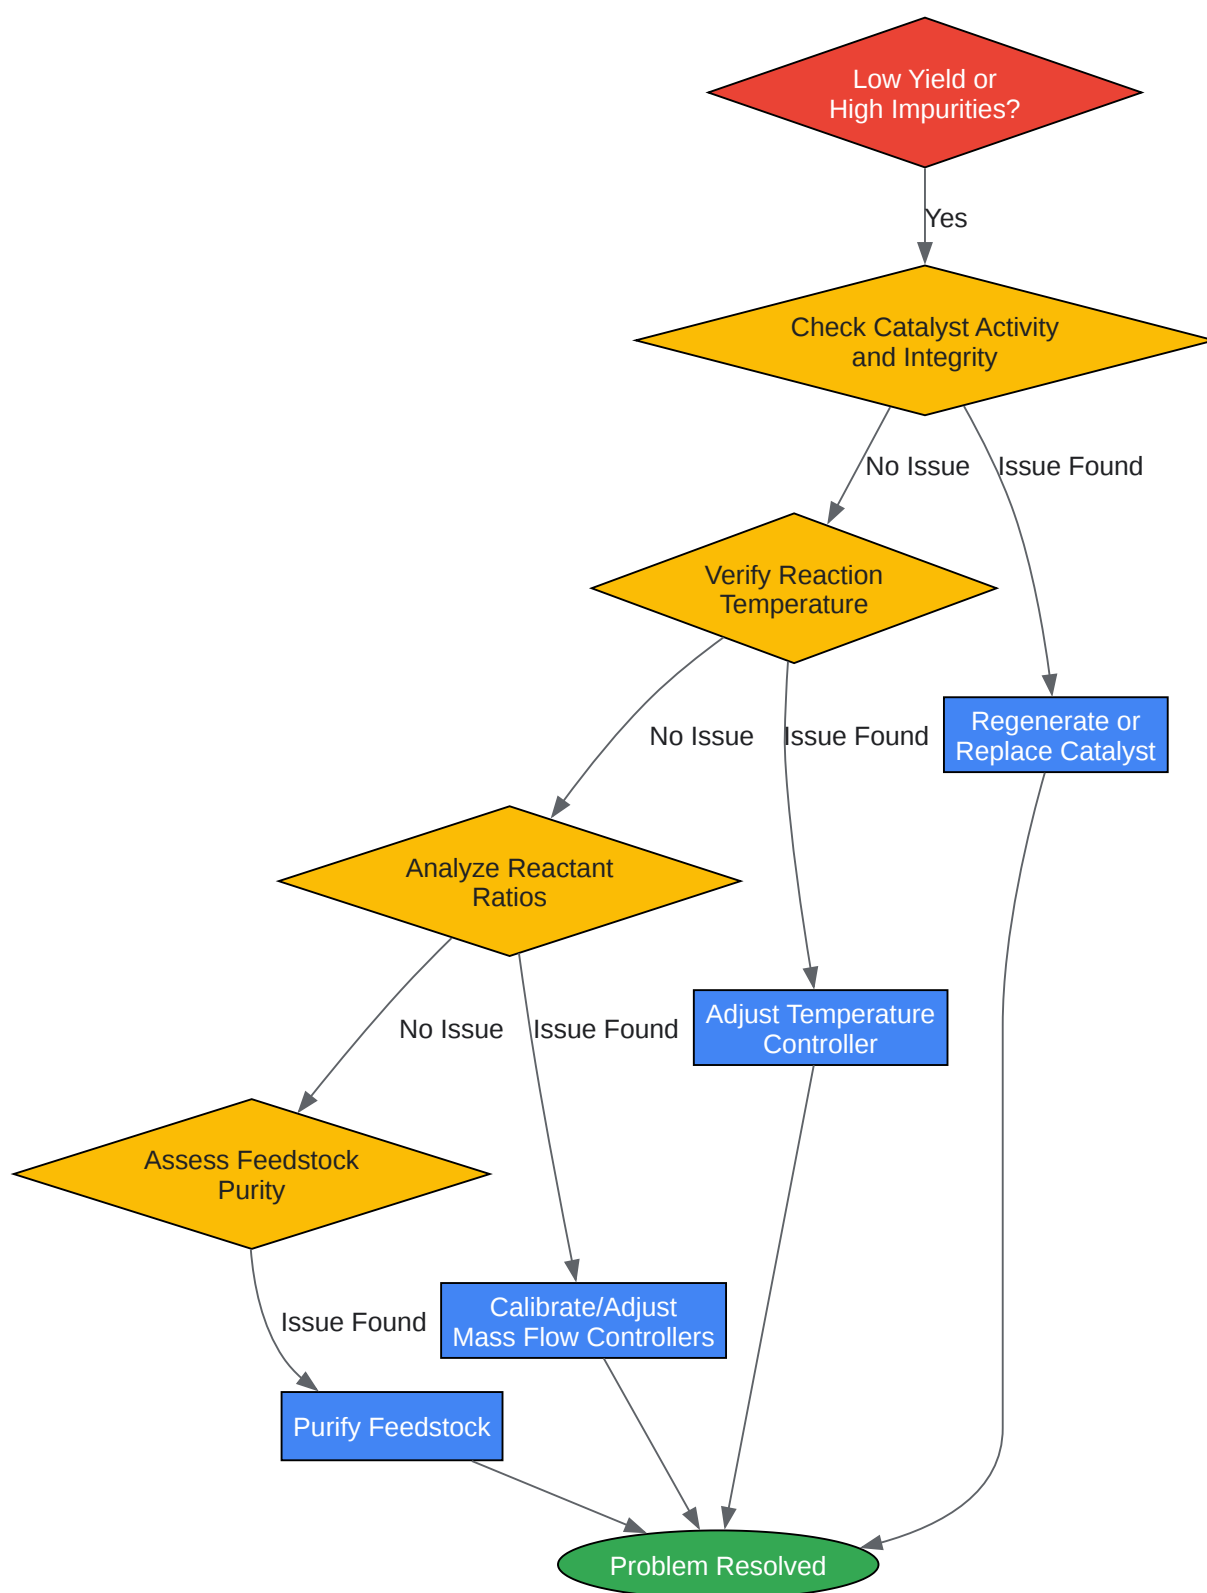 Low Yield or
High Impurities?
Yes
Check Catalyst Activity
and Integrity
No Issue
Issue Found
Verify Reaction
Temperature
No Issue
Issue Found
Regenerate or
Replace Catalyst
Analyze Reactant
Ratios
No Issue
Issue Found
Adjust Temperature
Controller
Assess Feedstock
Purity
Issue Found
Calibrate/Adjust
Mass Flow Controllers
Purify Feedstock
Problem Resolved